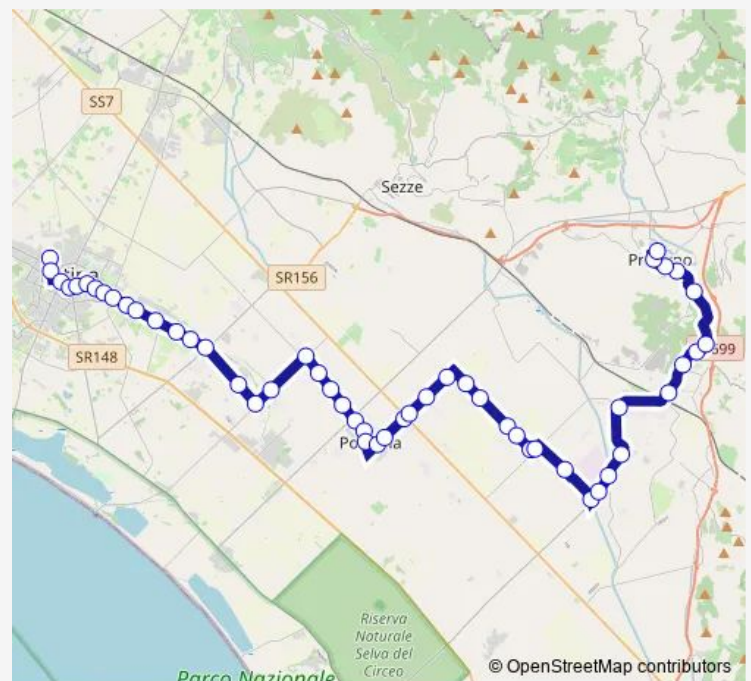 SS7
Sezze
SR156
SR148
Riserva
Naturale
Selva del
Circeo
Parco Nazionale
© OpenStreetMap contributors